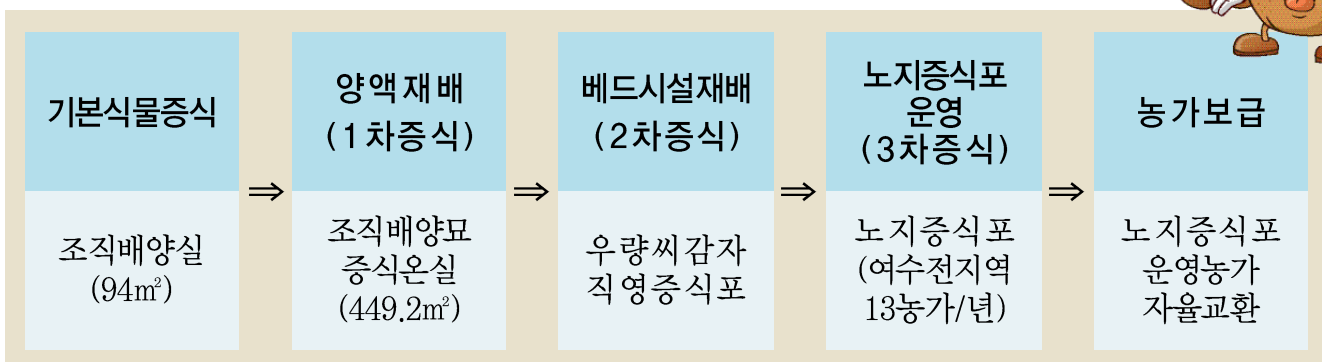 기본식물증식
조직배양실
(94㎡)
⇒
양액재배
(1차증식)
조직배양묘
증식온실
(449.2㎡)
⇒
베드시설재배
(2차증식)
우량씨감자
직영증식포
⇒
노지증식포
운영
(3차증식)
노지증식포
(여수전지역
13농가/년)
⇒
농가보급
노지증식포
운영농가
자율교환